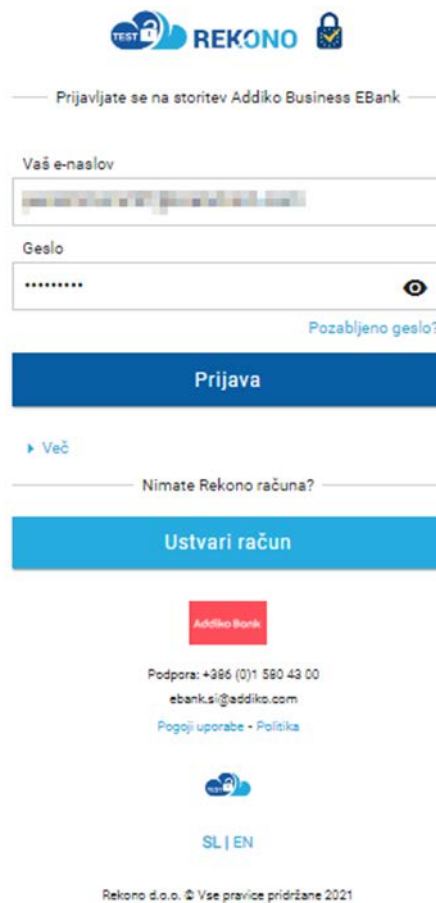 TEST REKONO
Prijavljate se na storitev Addiko Business EBank
Vaš e-naslov
Geslo
•••••••••
Pozabljeno geslo?
Prijava
Več
Nimate Rekono računa?
Ustvari račun
Addiko Bank
Podpora: +386 (0)1 580 43 00
ebank.si@addiko.com
Pogoji uporabe - Politika
TEST
SL | EN
Rekono d.o.o. © Vse pravice pridržane 2021